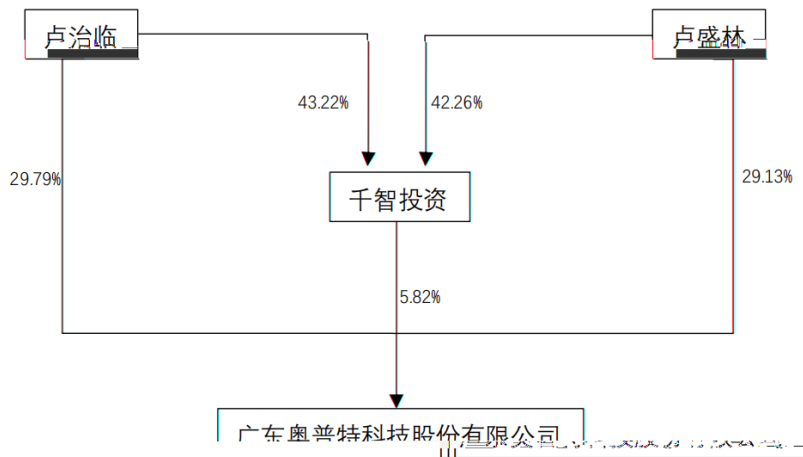 卢治临
卢盛林
43.22%
42.26%
29.79%
29.13%
千智投资
5.82%
广东奥普特科技股份有限公司